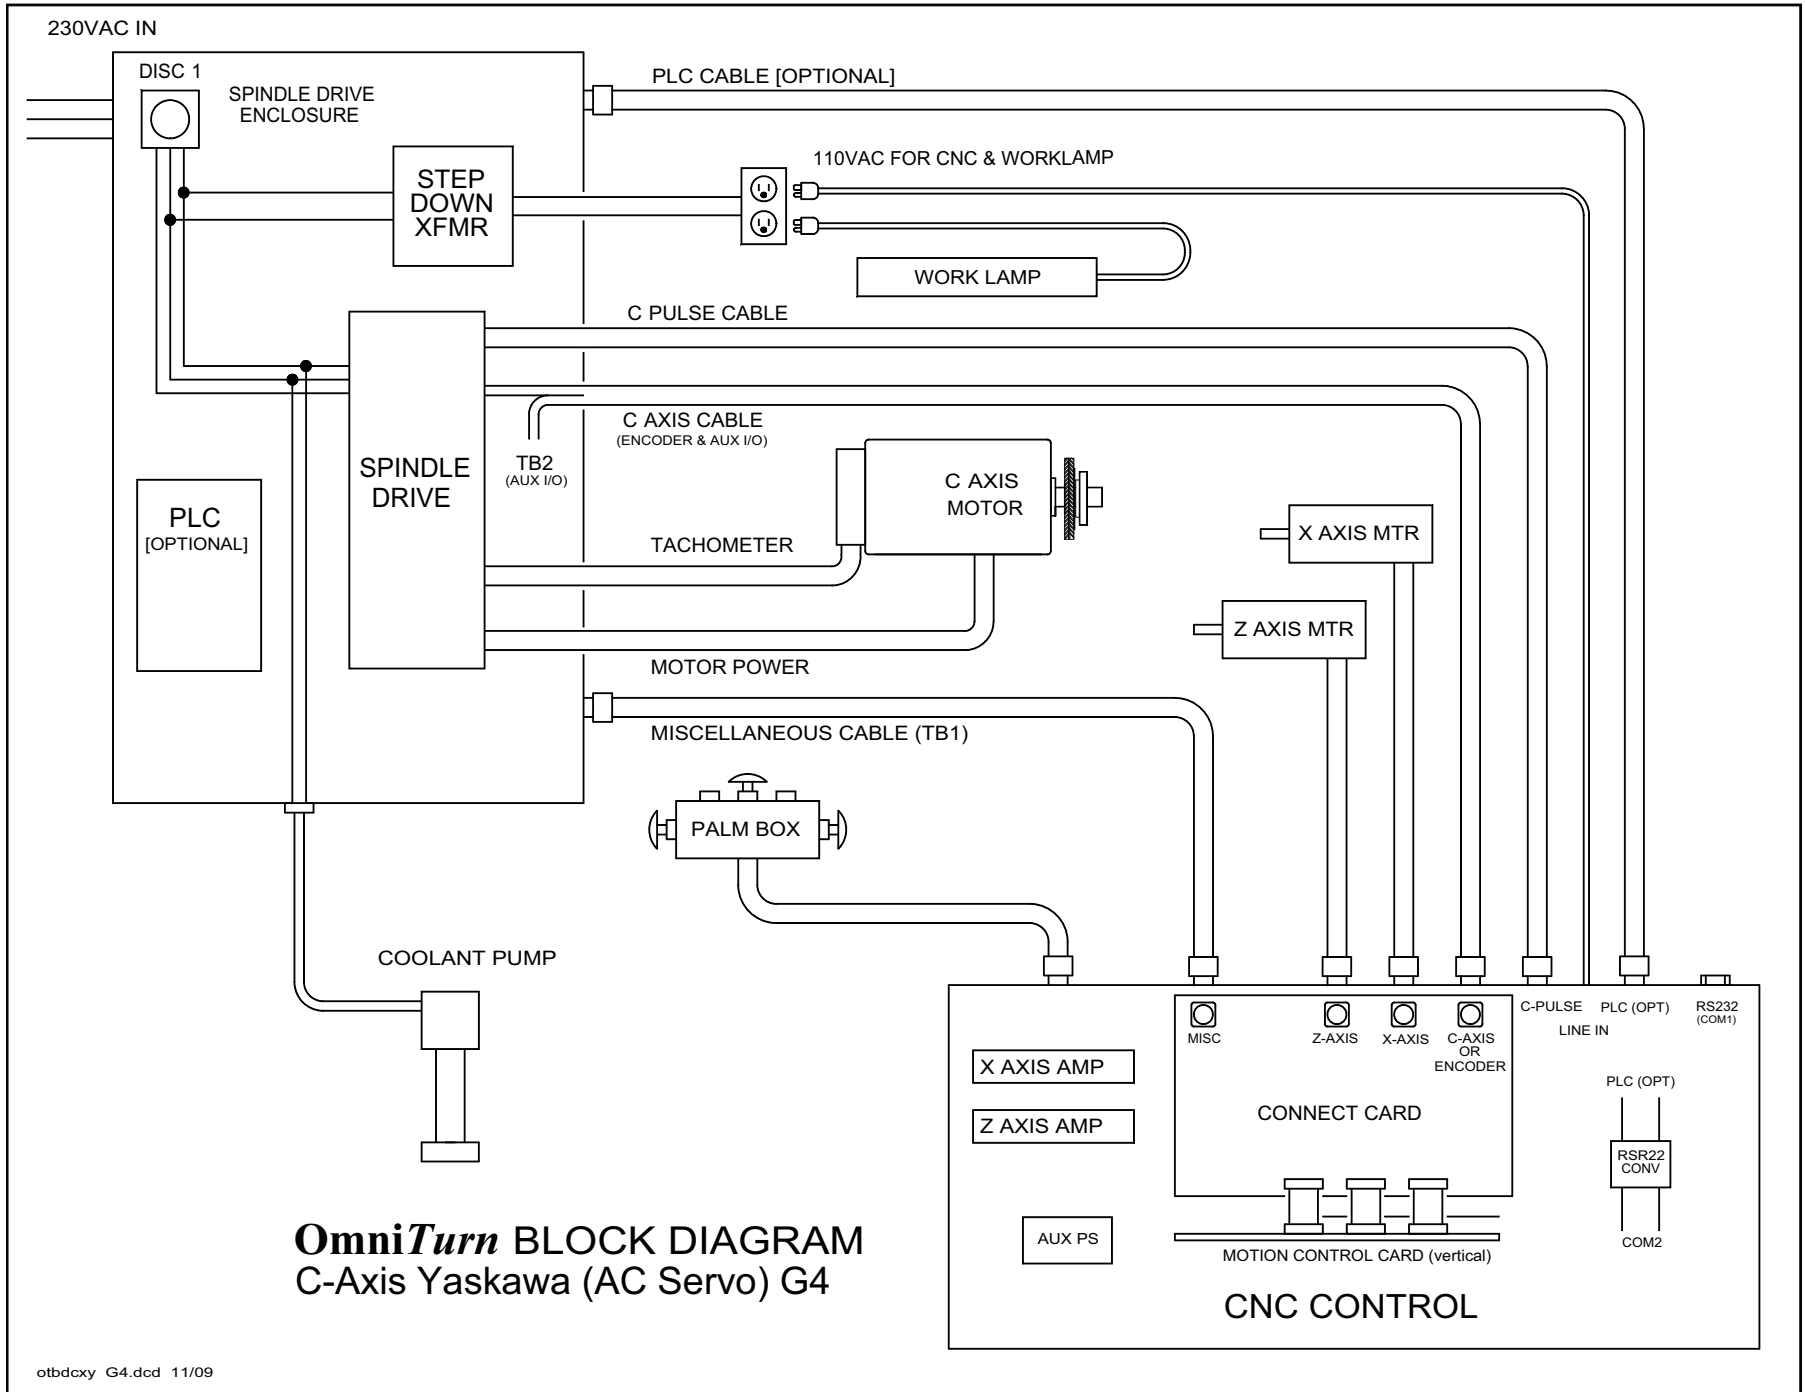 230VAC IN
DISC 1
SPINDLE DRIVE
ENCLOSURE
PLC CABLE [OPTIONAL]
110VAC FOR CNC & WORKLAMP
STEP
DOWN
XFMR
WORK LAMP
C PULSE CABLE
C AXIS CABLE
(ENCODER & AUX I/O)
TB2
(AUX I/O)
SPINDLE
DRIVE
C AXIS
MOTOR
PLC
[OPTIONAL]
TACHOMETER
X AXIS MTR
Z AXIS MTR
MOTOR POWER
MISCELLANEOUS CABLE (TB1)
PALM BOX
COOLANT PUMP
MISC
Z-AXIS
X-AXIS
C-AXIS
OR
ENCODER
C-PULSE
LINE IN
PLC (OPT)
RS232
(COM1)
X AXIS AMP
Z AXIS AMP
CONNECT CARD
PLC (OPT)
RSR22
CONV
COM2
AUX PS
MOTION CONTROL CARD (vertical)
CNC CONTROL
OmniTurn BLOCK DIAGRAM
C-Axis Yaskawa (AC Servo) G4
otbdcxy G4.dcd 11/09